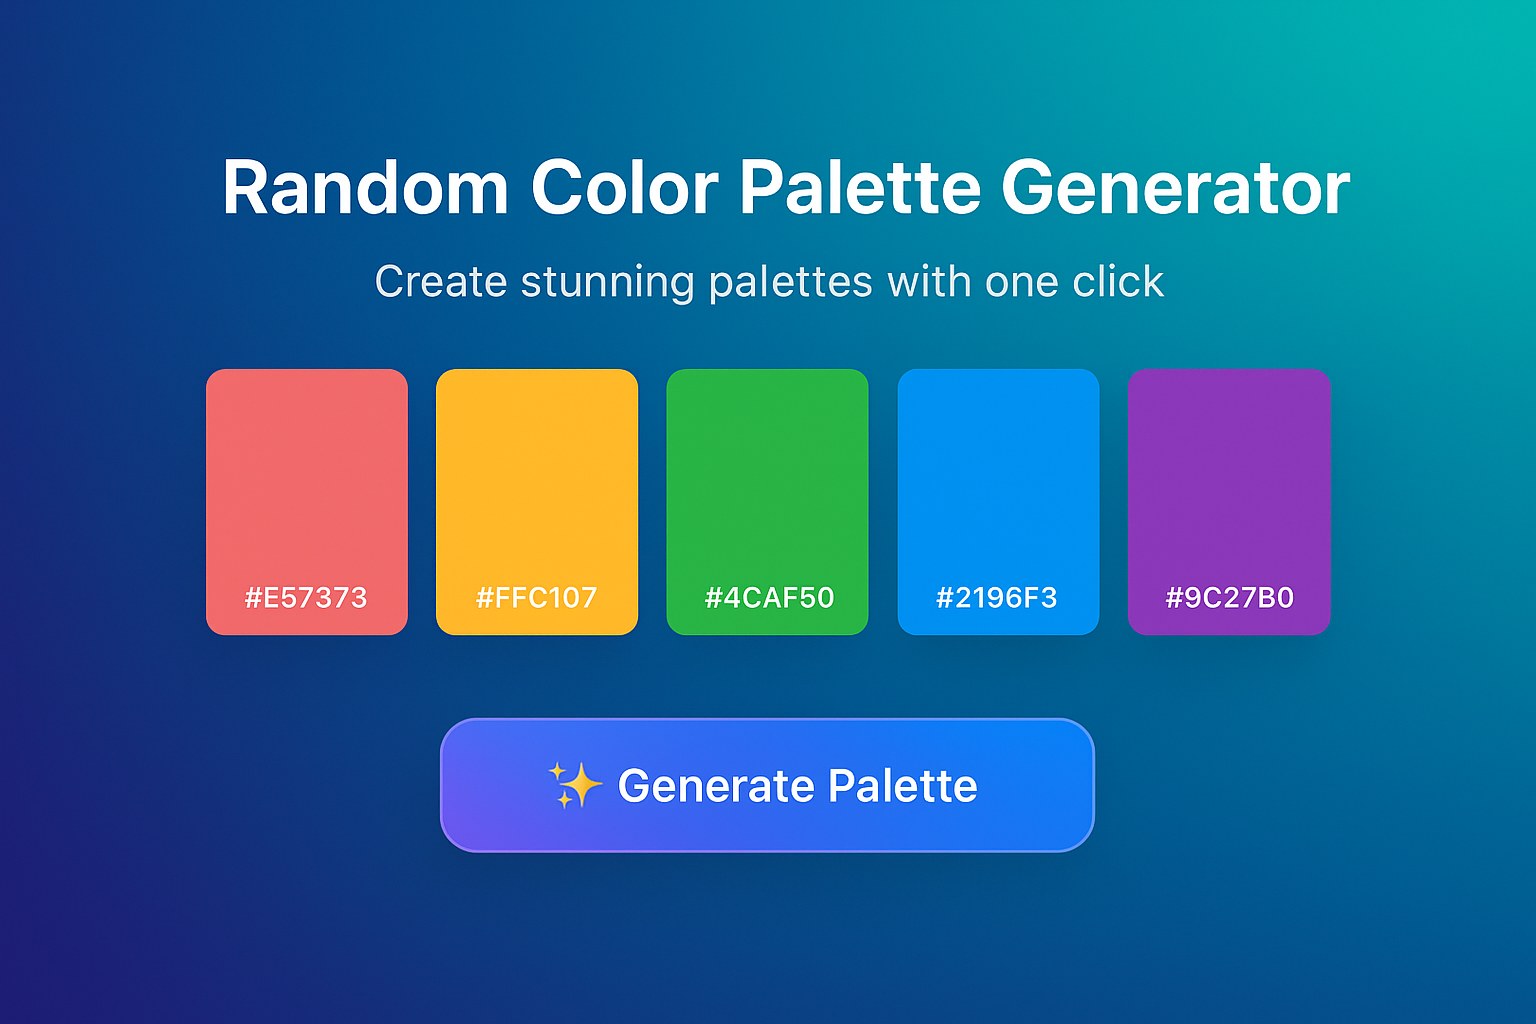 Random Color Palette Generator
Create stunning palettes with one click
#E57373 #FFC107 #4CAF50 #2196F3 #9C27B0
✨ Generate Palette